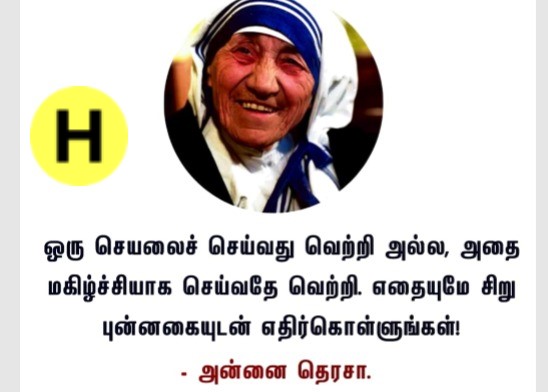 H
ஒரு செயலைச் செய்வது வெற்றி அல்ல, அதை
மகிழ்ச்சியாக செய்வதே வெற்றி. எதையுமே சிறு
புன்னகையுடன் எதிர்கொள்ளுங்கள்!
- அன்னை தெரசா.